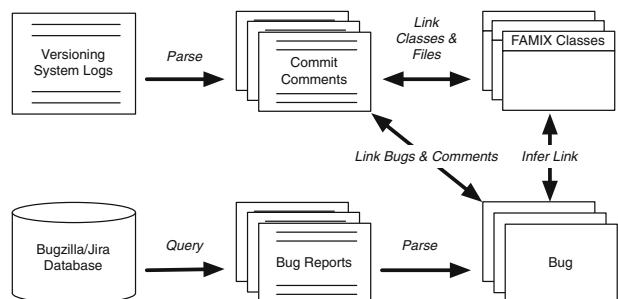 Versioning
System Logs
Parse
Commit
Comments
Link
Classes &
Files
FAMIX Classes
Link Bugs & Comments
Infer Link
Bugzilla/Jira
Database
Query
Bug Reports
Parse
Bug